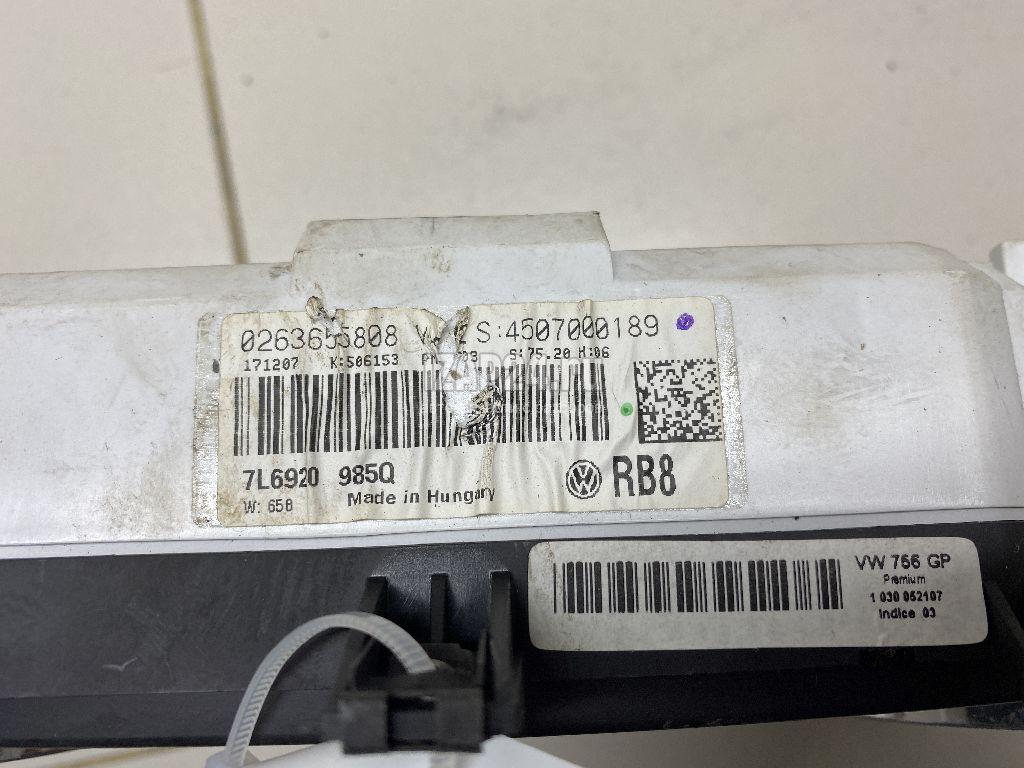 0263655808 S:4507000189
171207 K:506153 S:75.20 H:06
7L6920 985Q RB8
W: 658 Made in Hungary
VW 756 GP
Premium
1 030 052107
Indice 03